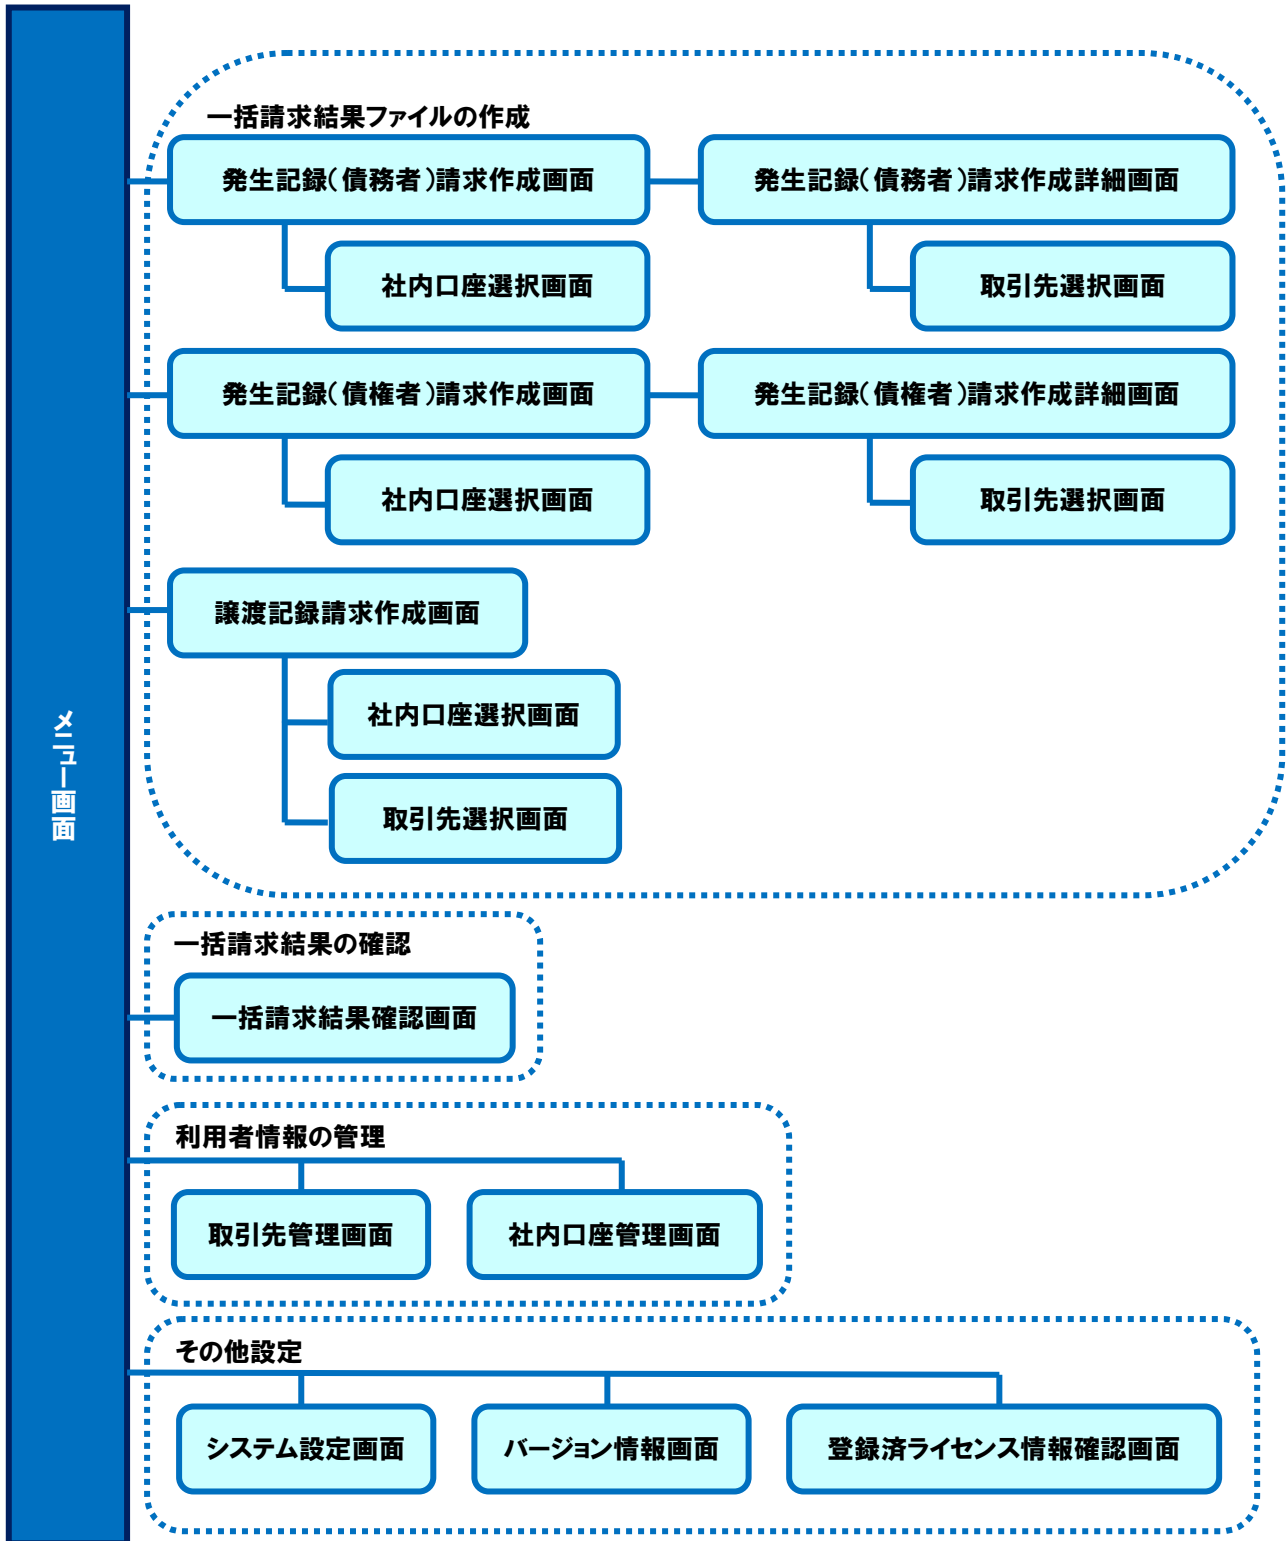 メニュー画面
一括請求結果ファイルの作成
発生記録(債務者)請求作成画面
発生記録(債務者)請求作成詳細画面
社内口座選択画面
取引先選択画面
発生記録(債権者)請求作成画面
発生記録(債権者)請求作成詳細画面
社内口座選択画面
取引先選択画面
譲渡記録請求作成画面
社内口座選択画面
取引先選択画面
一括請求結果の確認
一括請求結果確認画面
利用者情報の管理
取引先管理画面
社内口座管理画面
その他設定
システム設定画面
バージョン情報画面
登録済ライセンス情報確認画面